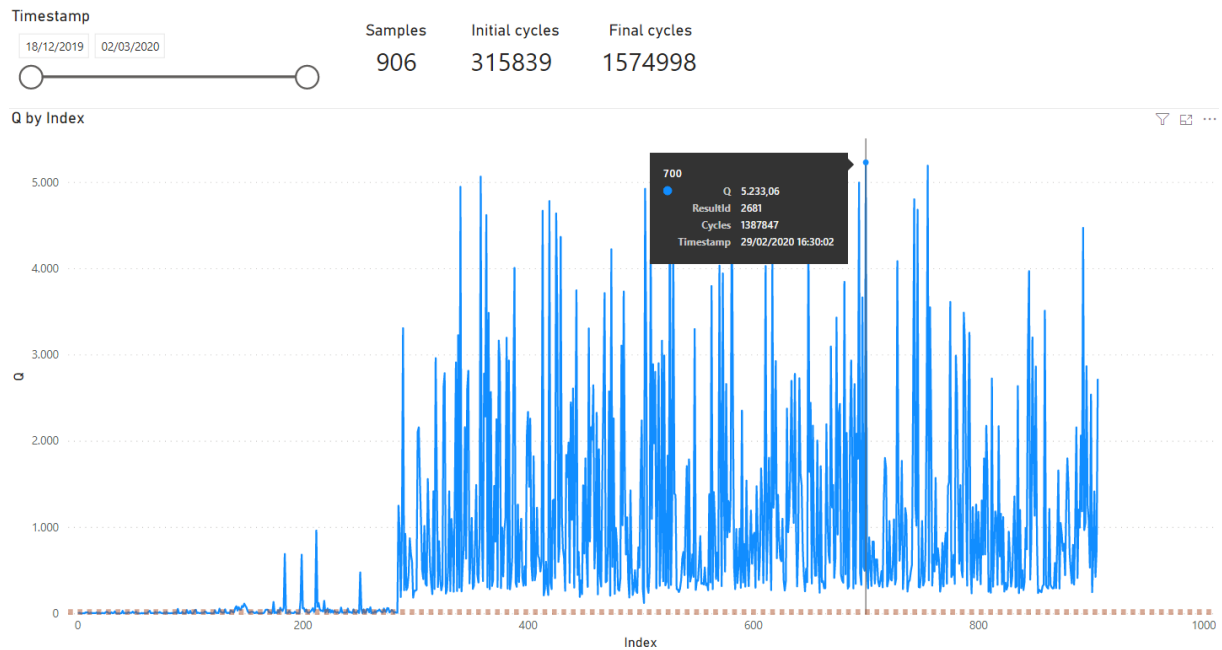 Timestamp
18/12/2019 02/03/2020
Samples Initial cycles Final cycles
906 315839 1574998
Q by Index
5.000
4.000
3.000
2.000
1.000
0
Q
700
Q 5.233,06
ResultId 2681
Cycles 1387847
Timestamp 29/02/2020 16:30:02
0 200 400 600 800 1000
Index